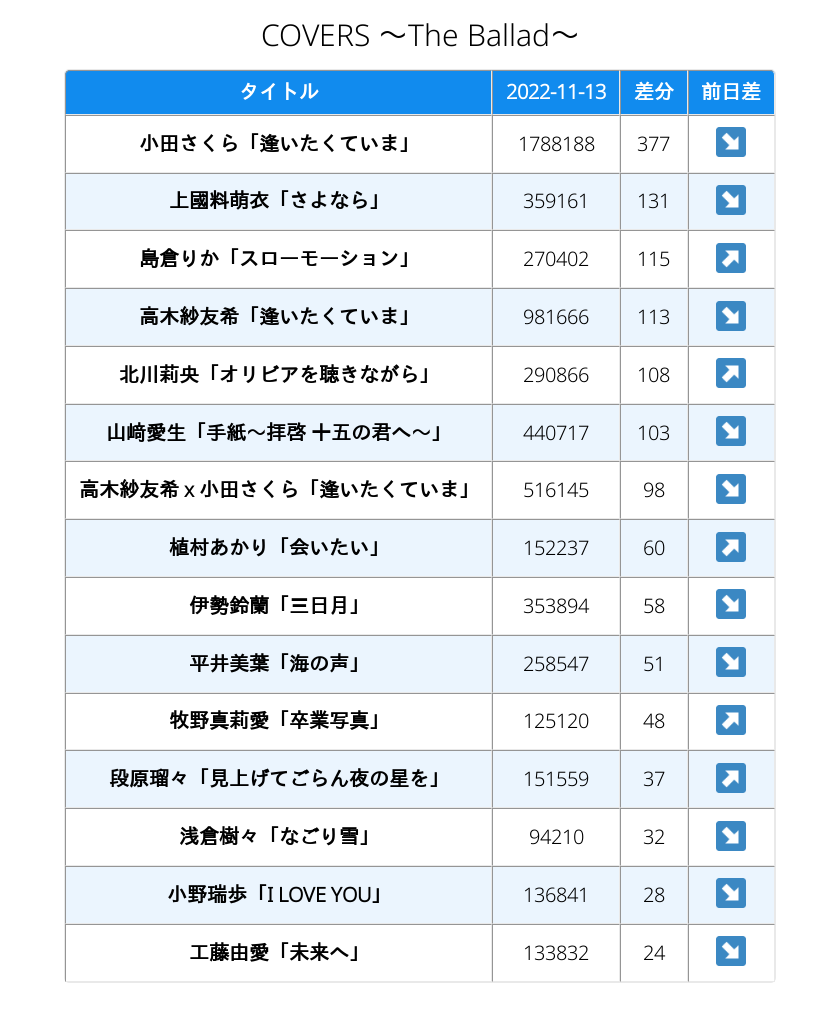 COVERS ～The Ballad～
タイトル 2022-11-13 差分 前日差
小田さくら「逢いたくていま」 1788188 377 ↘
上國料萌衣「さよなら」 359161 131 ↘
島倉りか「スローモーション」 270402 115 ↗
高木紗友希「逢いたくていま」 981666 113 ↘
北川莉央「オリビアを聴きながら」 290866 108 ↗
山﨑愛生「手紙～拝啓 十五の君へ～」 440717 103 ↘
高木紗友希 x 小田さくら「逢いたくていま」 516145 98 ↘
植村あかり「会いたい」 152237 60 ↗
伊勢鈴蘭「三日月」 353894 58 ↘
平井美葉「海の声」 258547 51 ↘
牧野真莉愛「卒業写真」 125120 48 ↗
段原瑠々「見上げてごらん夜の星を」 151559 37 ↗
浅倉樹々「なごり雪」 94210 32 ↘
小野瑞歩「I LOVE YOU」 136841 28 ↘
工藤由愛「未来へ」 133832 24 ↘